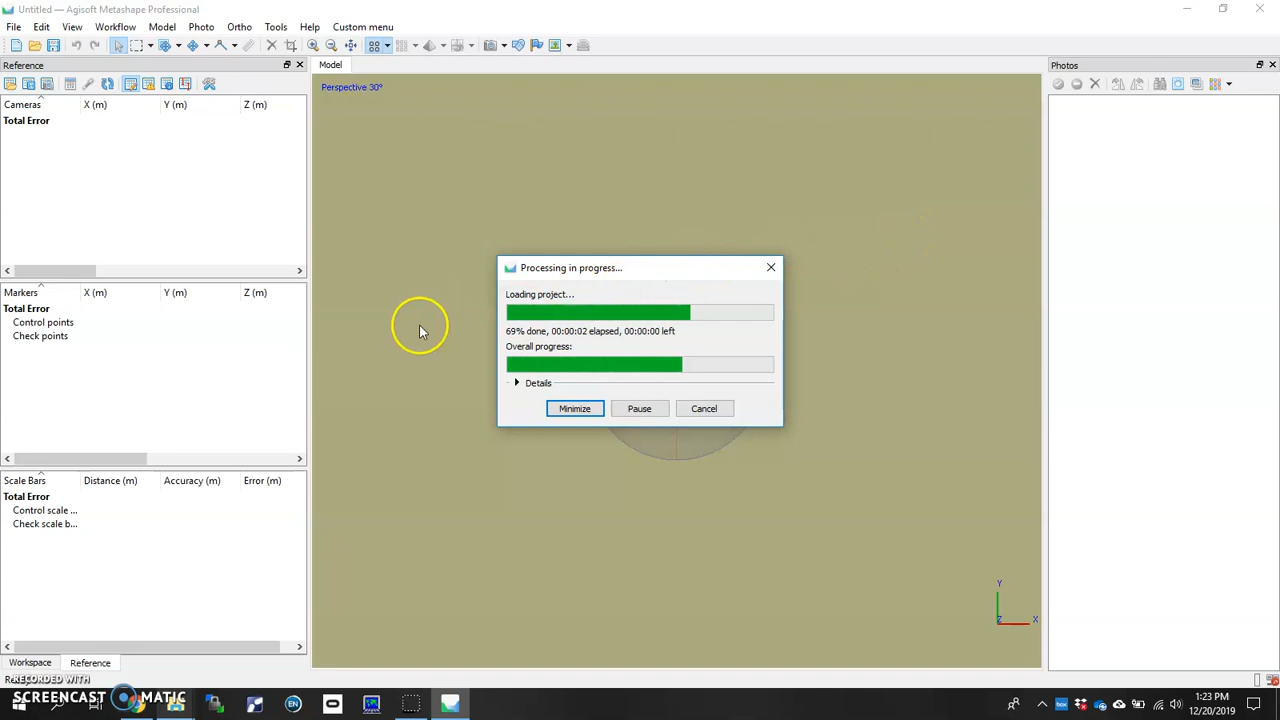 Untitled — Agisoft Metashape Professional
File Edit View Workflow Model Photo Ortho Tools Help Custom menu
Reference
Model
Photos
Cameras X (m) Y (m) Z (m)
Total Error
Perspective 30°
Markers X (m) Y (m) Z (m)
Total Error
Control points
Check points
Scale Bars Distance (m) Accuracy (m) Error (m)
Total Error
Control scale ...
Check scale b...
Processing in progress...
Loading project...
69% done, 00:00:02 elapsed, 00:00:00 left
Overall progress:
Details
Minimize Pause Cancel
Y
Z X
Workspace Reference
RECORDED WITH
SCREENCAST MATIC
EN
box
1:23 PM
12/20/2019